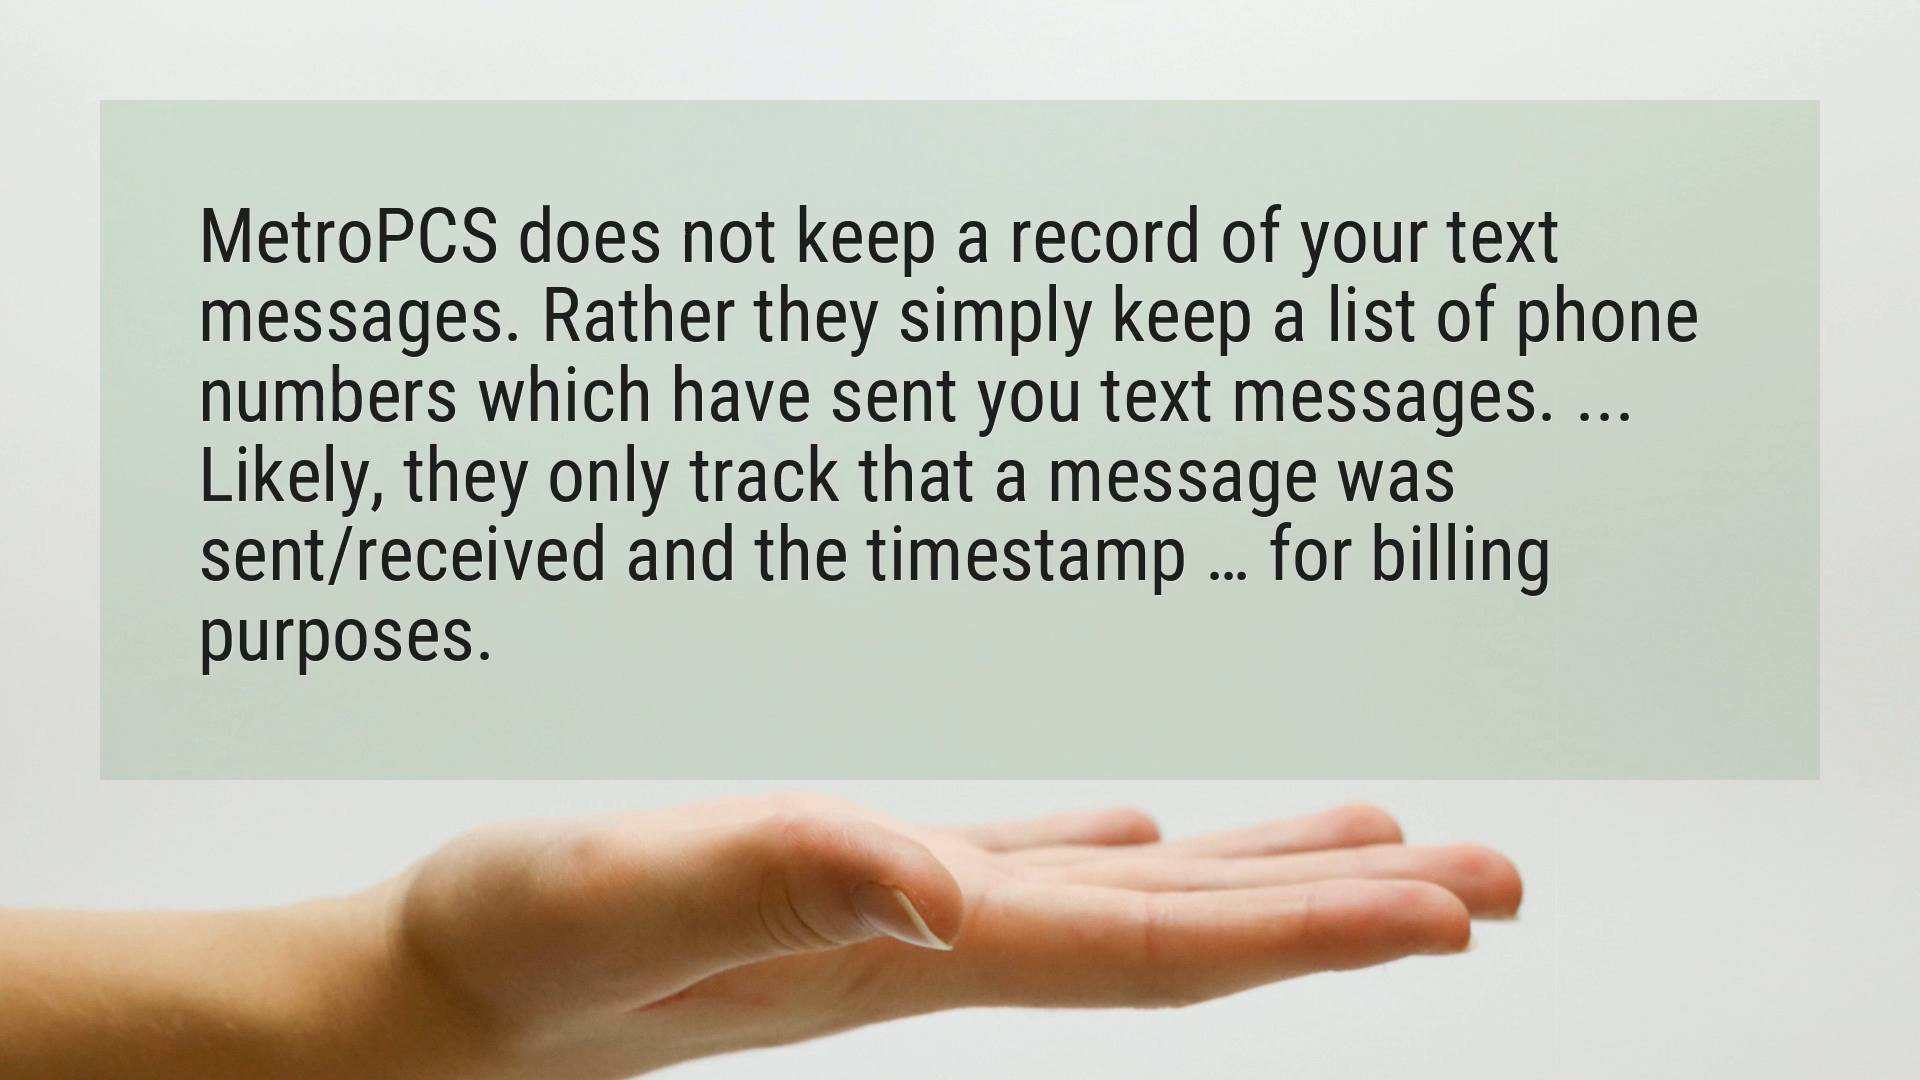 MetroPCS does not keep a record of your text
messages. Rather they simply keep a list of phone
numbers which have sent you text messages. ...
Likely, they only track that a message was
sent/received and the timestamp … for billing
purposes.